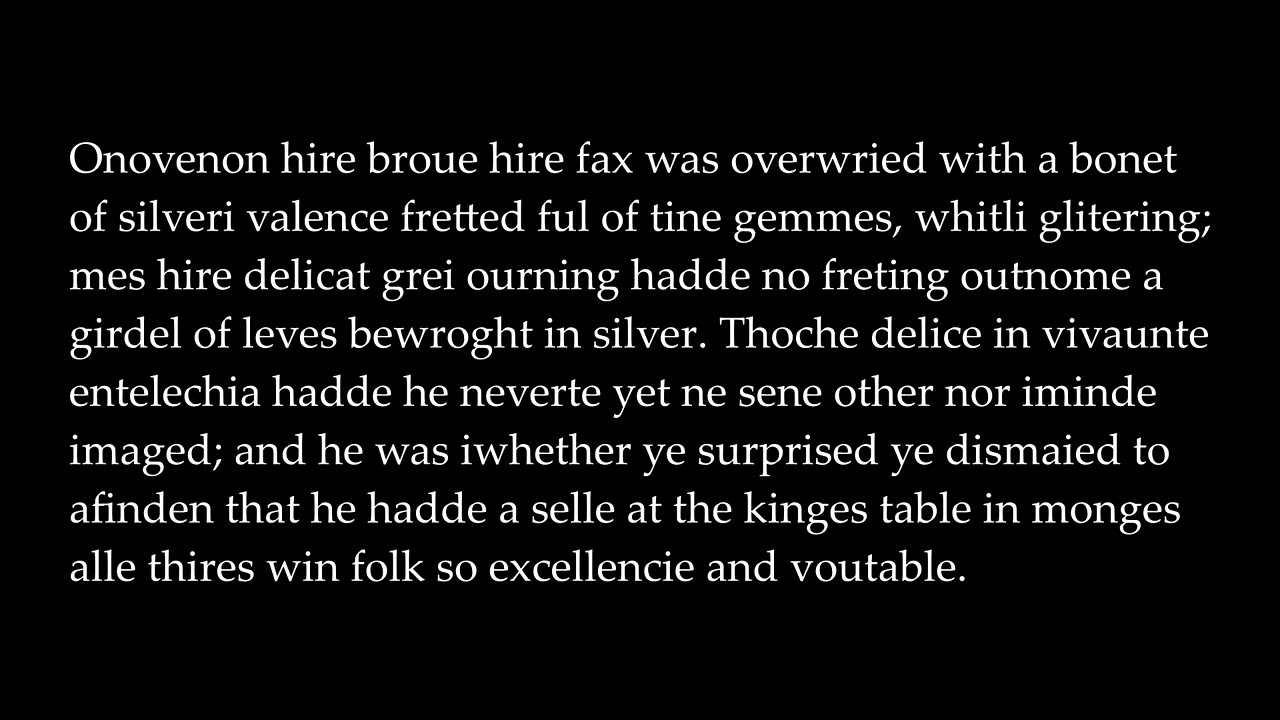 Onovenon hire broue hire fax was overwried with a bonet
of silveri valence fretted ful of tine gemmes, whitli glitering;
mes hire delicat grei ourning hadde no freting outnome a
girdel of leves bewroght in silver. Thoche delice in vivaunte
entelechia hadde he neverte yet ne sene other nor iminde
imaged; and he was iwhether ye surprised ye dismaied to
afinden that he hadde a selle at the kinges table in monges
alle thires win folk so excellencie and voutable.